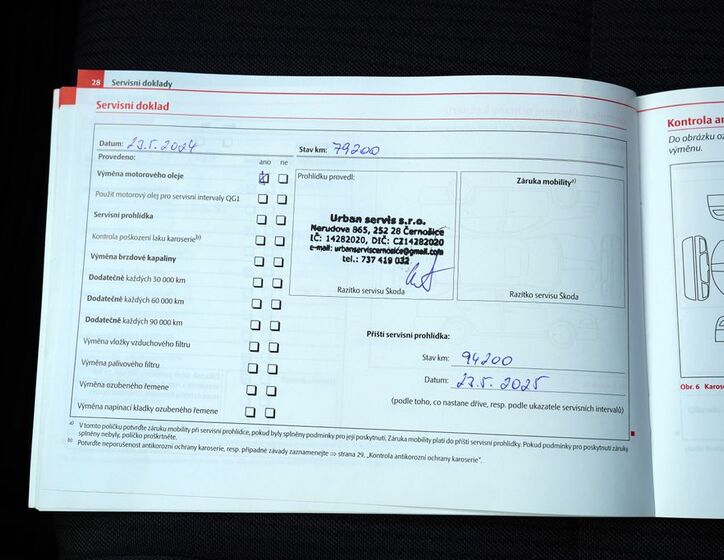 28 Servisní doklady
Servisní doklad
Datum: 23.5.2024 Stav km: 79200
Provedeno: ano ne
Výměna motorového oleje
Použit motorový olej pro servisní intervaly QG1
Servisní prohlídka
Kontrola poškození laku karoserieb)
Výměna brzdové kapaliny
Dodatečně každých 30 000 km
Dodatečně každých 60 000 km
Dodatečně každých 90 000 km
Výměna vložky vzduchového filtru
Výměna palivového filtru
Výměna ozubeného řemene
Výměna napínací kladky ozubeného řemene
Prohlídku provedl:
Urban servis s.r.o.
Nerudova 865, 252 28 Černošice
IČ: 14282020, DIČ: CZ14282020
e-mail: urbanserviscernosice@gmail.com
tel.: 737 419 032
Razítko servisu Škoda
Záruka mobilitya)
Razítko servisu Škoda
Příští servisní prohlídka:
Stav km: 94200
Datum: 23.5.2025
(podle toho, co nastane dříve, resp. podle ukazatele servisních intervalů)
a) V tomto políčku potvrďte záruku mobility při servisní prohlídce, pokud byly splněny podmínky pro její poskytnutí. Záruka mobility platí do příští servisní prohlídky. Pokud podmínky pro poskytnutí záruky
splněny nebyly, políčko proškrtněte.
b) Potvrďte neporušenost antikorozní ochrany karoserie, resp. případné závady zaznamenejte ⇒ strana 29, „Kontrola antikorozní ochrany karoserie“.
Kontrola an
Do obrázku oz
výměnu.
Obr. 6 Karose